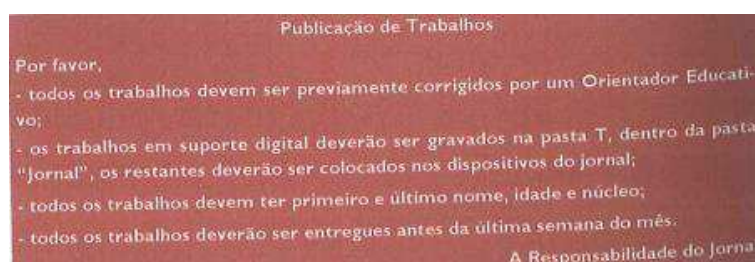 Publicação de Trabalhos
Por favor,
- todos os trabalhos devem ser previamente corrigidos por um Orientador Educati-
vo;
- os trabalhos em suporte digital deverão ser gravados na pasta T, dentro da pasta
“Jornal”, os restantes deverão ser colocados nos dispositivos do jornal;
- todos os trabalhos devem ter primeiro e último nome, idade e núcleo;
- todos os trabalhos deverão ser entregues antes da última semana do mês.
A Responsabilidade do Jorna